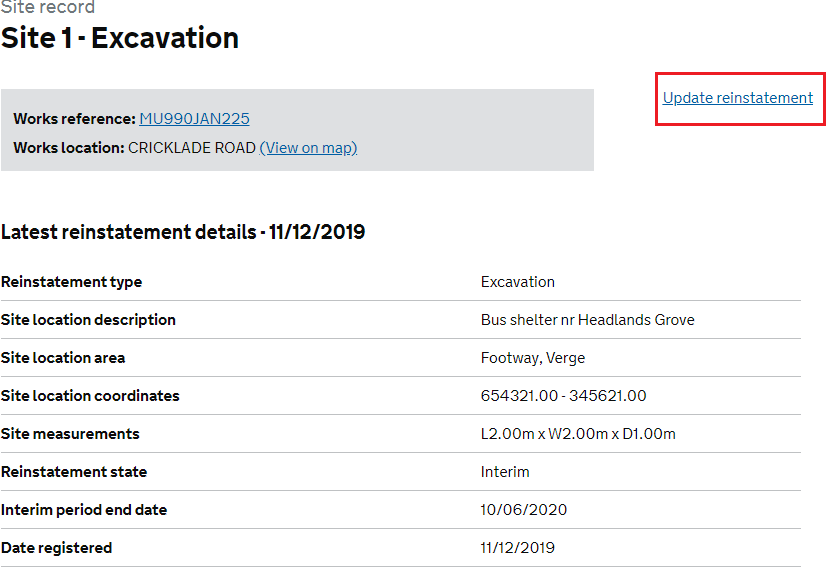 Site record
Site 1 - Excavation
Update reinstatement
Works reference: MU990JAN225
Works location: CRICKLADE ROAD (View on map)
Latest reinstatement details - 11/12/2019
Reinstatement type Excavation
Site location description Bus shelter nr Headlands Grove
Site location area Footway, Verge
Site location coordinates 654321.00 - 345621.00
Site measurements L2.00m x W2.00m x D1.00m
Reinstatement state Interim
Interim period end date 10/06/2020
Date registered 11/12/2019